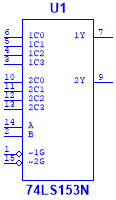 U1
6 1C0 1Y 7
5 1C1
4 1C2
3 1C3
10 2C0 2Y 9
11 2C1
12 2C2
13 2C3
14 A
2 B
1 ~1G
15 ~2G
74LS153N